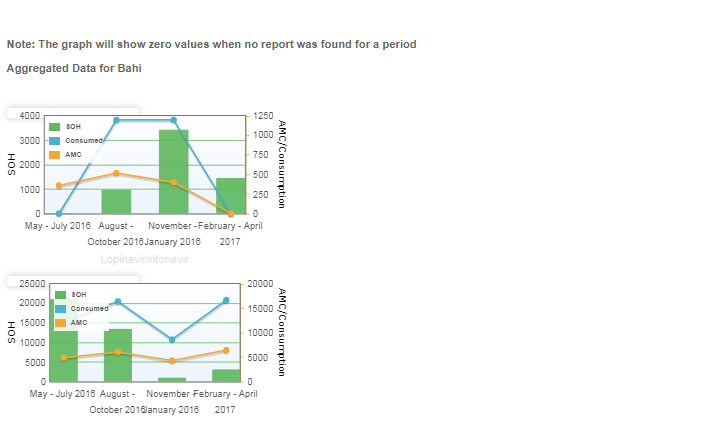 Note: The graph will show zero values when no report was found for a period
Aggregated Data for Bahi
4000
3000
2000
1000
0
SOH
SOH
Consumed
AMC
1250
1000
750
500
250
0
AMC/Consumption
May - July 2016 August - November - February - April
October 2016 January 2016 2017
Lopinavir/ritonavir
25000
20000
15000
10000
5000
0
SOH
SOH
Consumed
AMC
20000
15000
10000
5000
0
AMC/Consumption
May - July 2016 August - November - February - April
October 2016 January 2016 2017